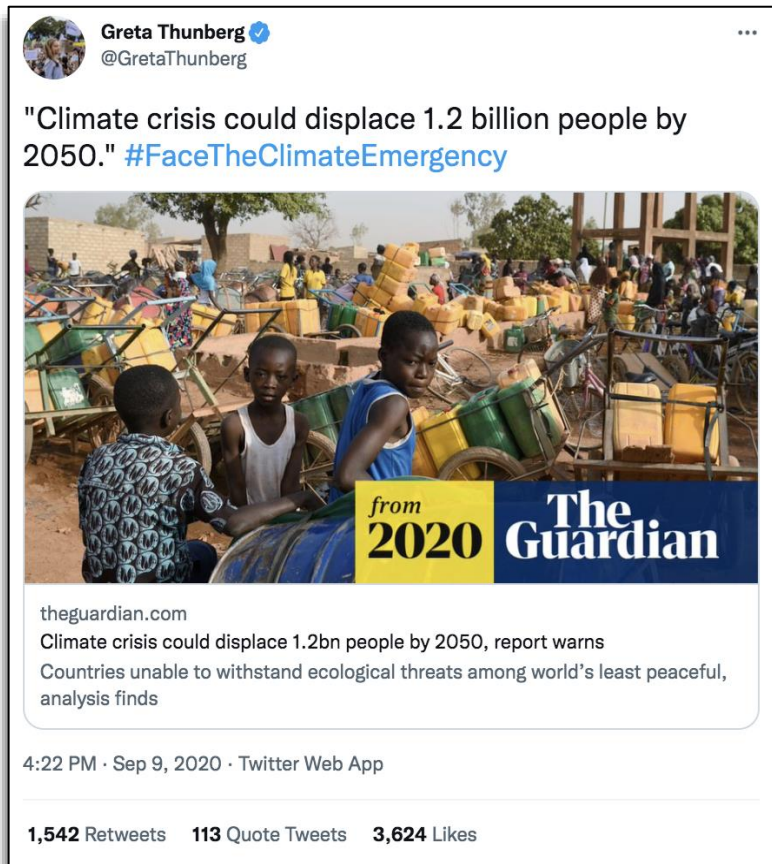 Greta Thunberg
@GretaThunberg
"Climate crisis could displace 1.2 billion people by
2050." #FaceTheClimateEmergency
from
2020
The
Guardian
theguardian.com
Climate crisis could displace 1.2bn people by 2050, report warns
Countries unable to withstand ecological threats among world’s least peaceful,
analysis finds
4:22 PM · Sep 9, 2020 · Twitter Web App
1,542 Retweets 113 Quote Tweets 3,624 Likes